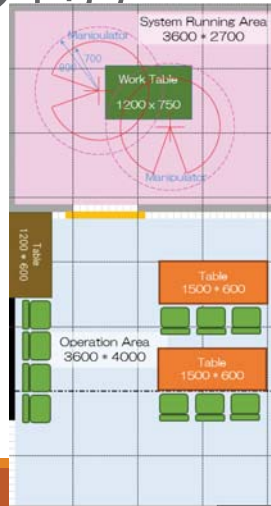 System Running Area
3600 * 2700
Manipulator
700
Work Table
1200 x 750
Manipulator
Table
1200 * 600
Table
1500 * 600
Operation Area
3600 * 4000
Table
1500 * 600